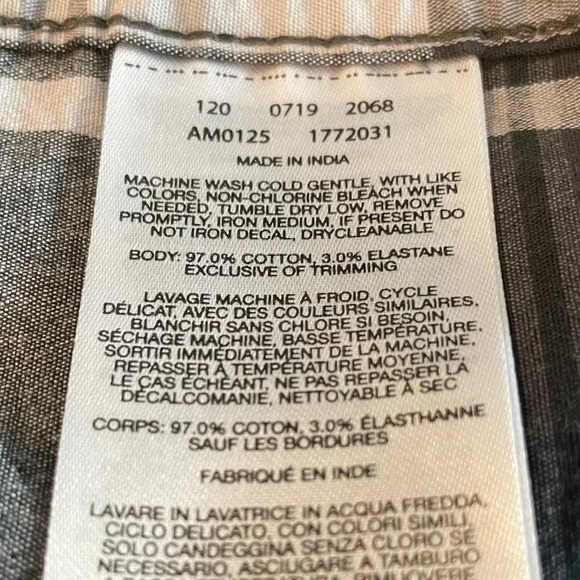 120 0719 2068
AM0125 1772031
MADE IN INDIA
MACHINE WASH COLD GENTLE, WITH LIKE
COLORS, NON-CHLORINE BLEACH WHEN
NEEDED, TUMBLE DRY LOW, REMOVE
PROMPTLY, IRON MEDIUM, IF PRESENT DO
NOT IRON DECAL, DRYCLEANABLE
BODY: 97.0% COTTON, 3.0% ELASTANE
EXCLUSIVE OF TRIMMING
LAVAGE MACHINE À FROID, CYCLE
DÉLICAT, AVEC DES COULEURS SIMILAIRES,
BLANCHIR SANS CHLORE SI BESOIN,
SÉCHAGE MACHINE, BASSE TEMPÉRATURE,
SORTIR IMMÉDIATEMENT DE LA MACHINE,
REPASSER À TEMPÉRATURE MOYENNE,
LE CAS ÉCHÉANT, NE PAS REPASSER LA
DÉCALCOMANIE, NETTOYABLE À SEC
CORPS: 97.0% COTON, 3.0% ÉLASTHANNE
SAUF LES BORDURES
FABRIQUÉ EN INDE
LAVARE IN LAVATRICE IN ACQUA FREDDA,
CICLO DELICATO, CON COLORI SIMILI,
SOLO CANDEGGINA SENZA CLORO SE
NECESSARIO, ASCIUGARE A TAMBURO